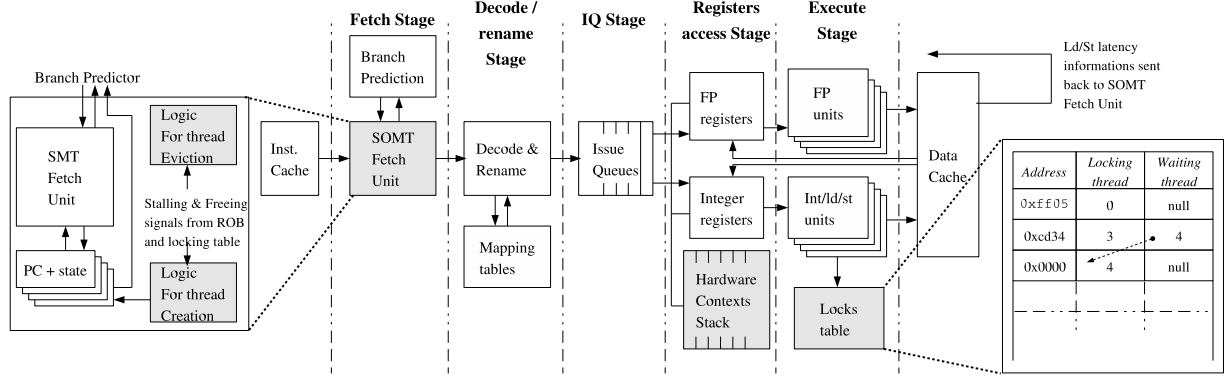 Fetch Stage
Decode /
rename
Stage
IQ Stage
Registers
access Stage
Execute
Stage
Branch Predictor
Logic
For thread
Eviction
SMT
Fetch
Unit
Stalling & Freeing
signals from ROB
and locking table
PC + state
Logic
For thread
Creation
Inst.
Cache
Branch
Prediction
SOMT
Fetch
Unit
Decode &
Rename
Mapping
tables
Issue
Queues
FP
registers
Integer
registers
Hardware
Contexts
Stack
FP
units
Int/ld/st
units
Locks
table
Data
Cache
Ld/St latency
informations sent
back to SOMT
Fetch Unit
Address
Locking
thread
Waiting
thread
0xff05 0 null
0xcd34 3 4
0x0000 4 null